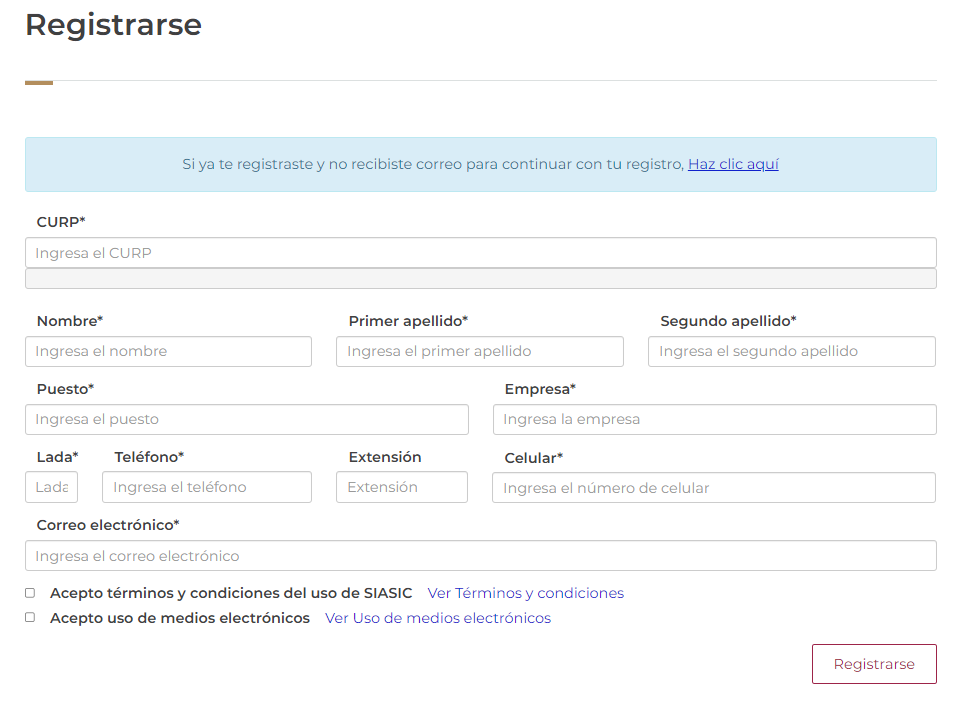 Registrarse
Si ya te registraste y no recibiste correo para continuar con tu registro, Haz clic aquí
CURP*
Ingresa el CURP
Nombre* Primer apellido* Segundo apellido*
Ingresa el nombre Ingresa el primer apellido Ingresa el segundo apellido
Puesto* Empresa*
Ingresa el puesto Ingresa la empresa
Lada* Teléfono* Extensión Celular*
Lada Ingresa el teléfono Extensión Ingresa el número de celular
Correo electrónico*
Ingresa el correo electrónico
Acepto términos y condiciones del uso de SIASIC Ver Términos y condiciones
Acepto uso de medios electrónicos Ver Uso de medios electrónicos
Registrarse